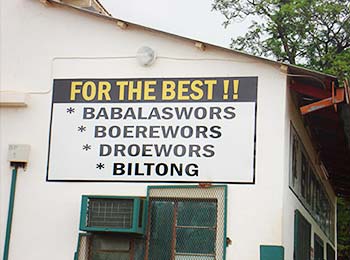 FOR THE BEST !!
* BABALASWORS
* BOEREWORS
* DROEWORS
* BILTONG